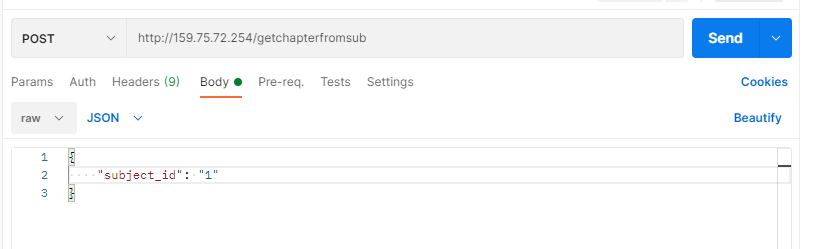 POST http://159.75.72.254/getchapterfromsub Send
Params Auth Headers (9) Body Pre-req. Tests Settings Cookies
raw JSON Beautify
1 {
2 "subject_id": "1"
3 }